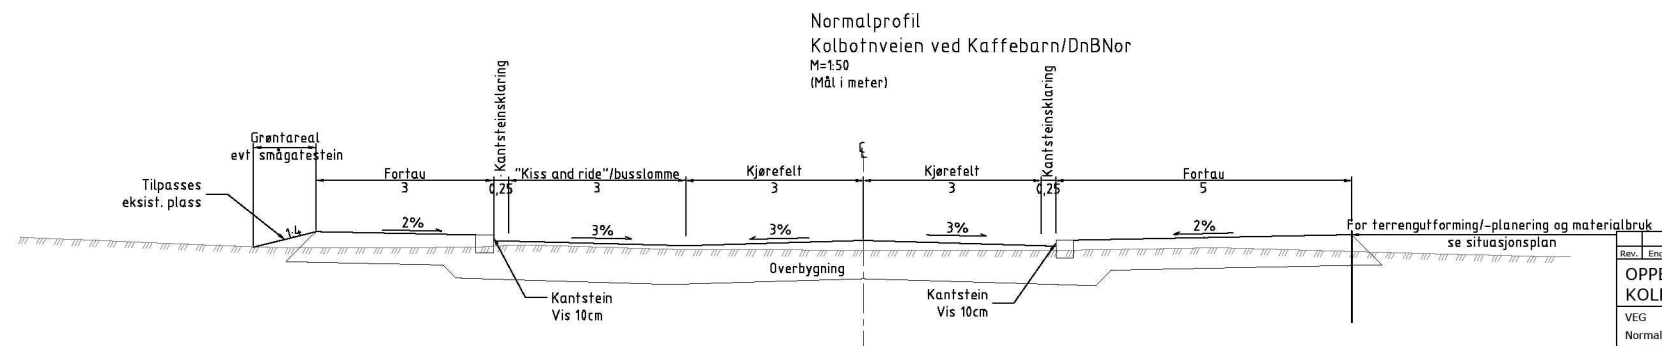 Normalprofil
Kolbotnveien ved Kaffebarn/DnBNor
M=1:50
(Mål i meter)
Kantsteinsklaring
Kantsteinsklaring
Grøntareal
evt. smågatestein
Fortau
3
0,25
"Kiss and ride"/busslomme
3
Kjørefelt
3
Kjørefelt
3
0,25
Fortau
5
Tilpasses
eksist. plass
1:4
2%
3%
3%
3%
2%
For terrengutforming/-planering og materialbruk
se situasjonsplan
Overbygning
Kantstein
Vis 10cm
Kantstein
Vis 10cm
Rev.
VEG